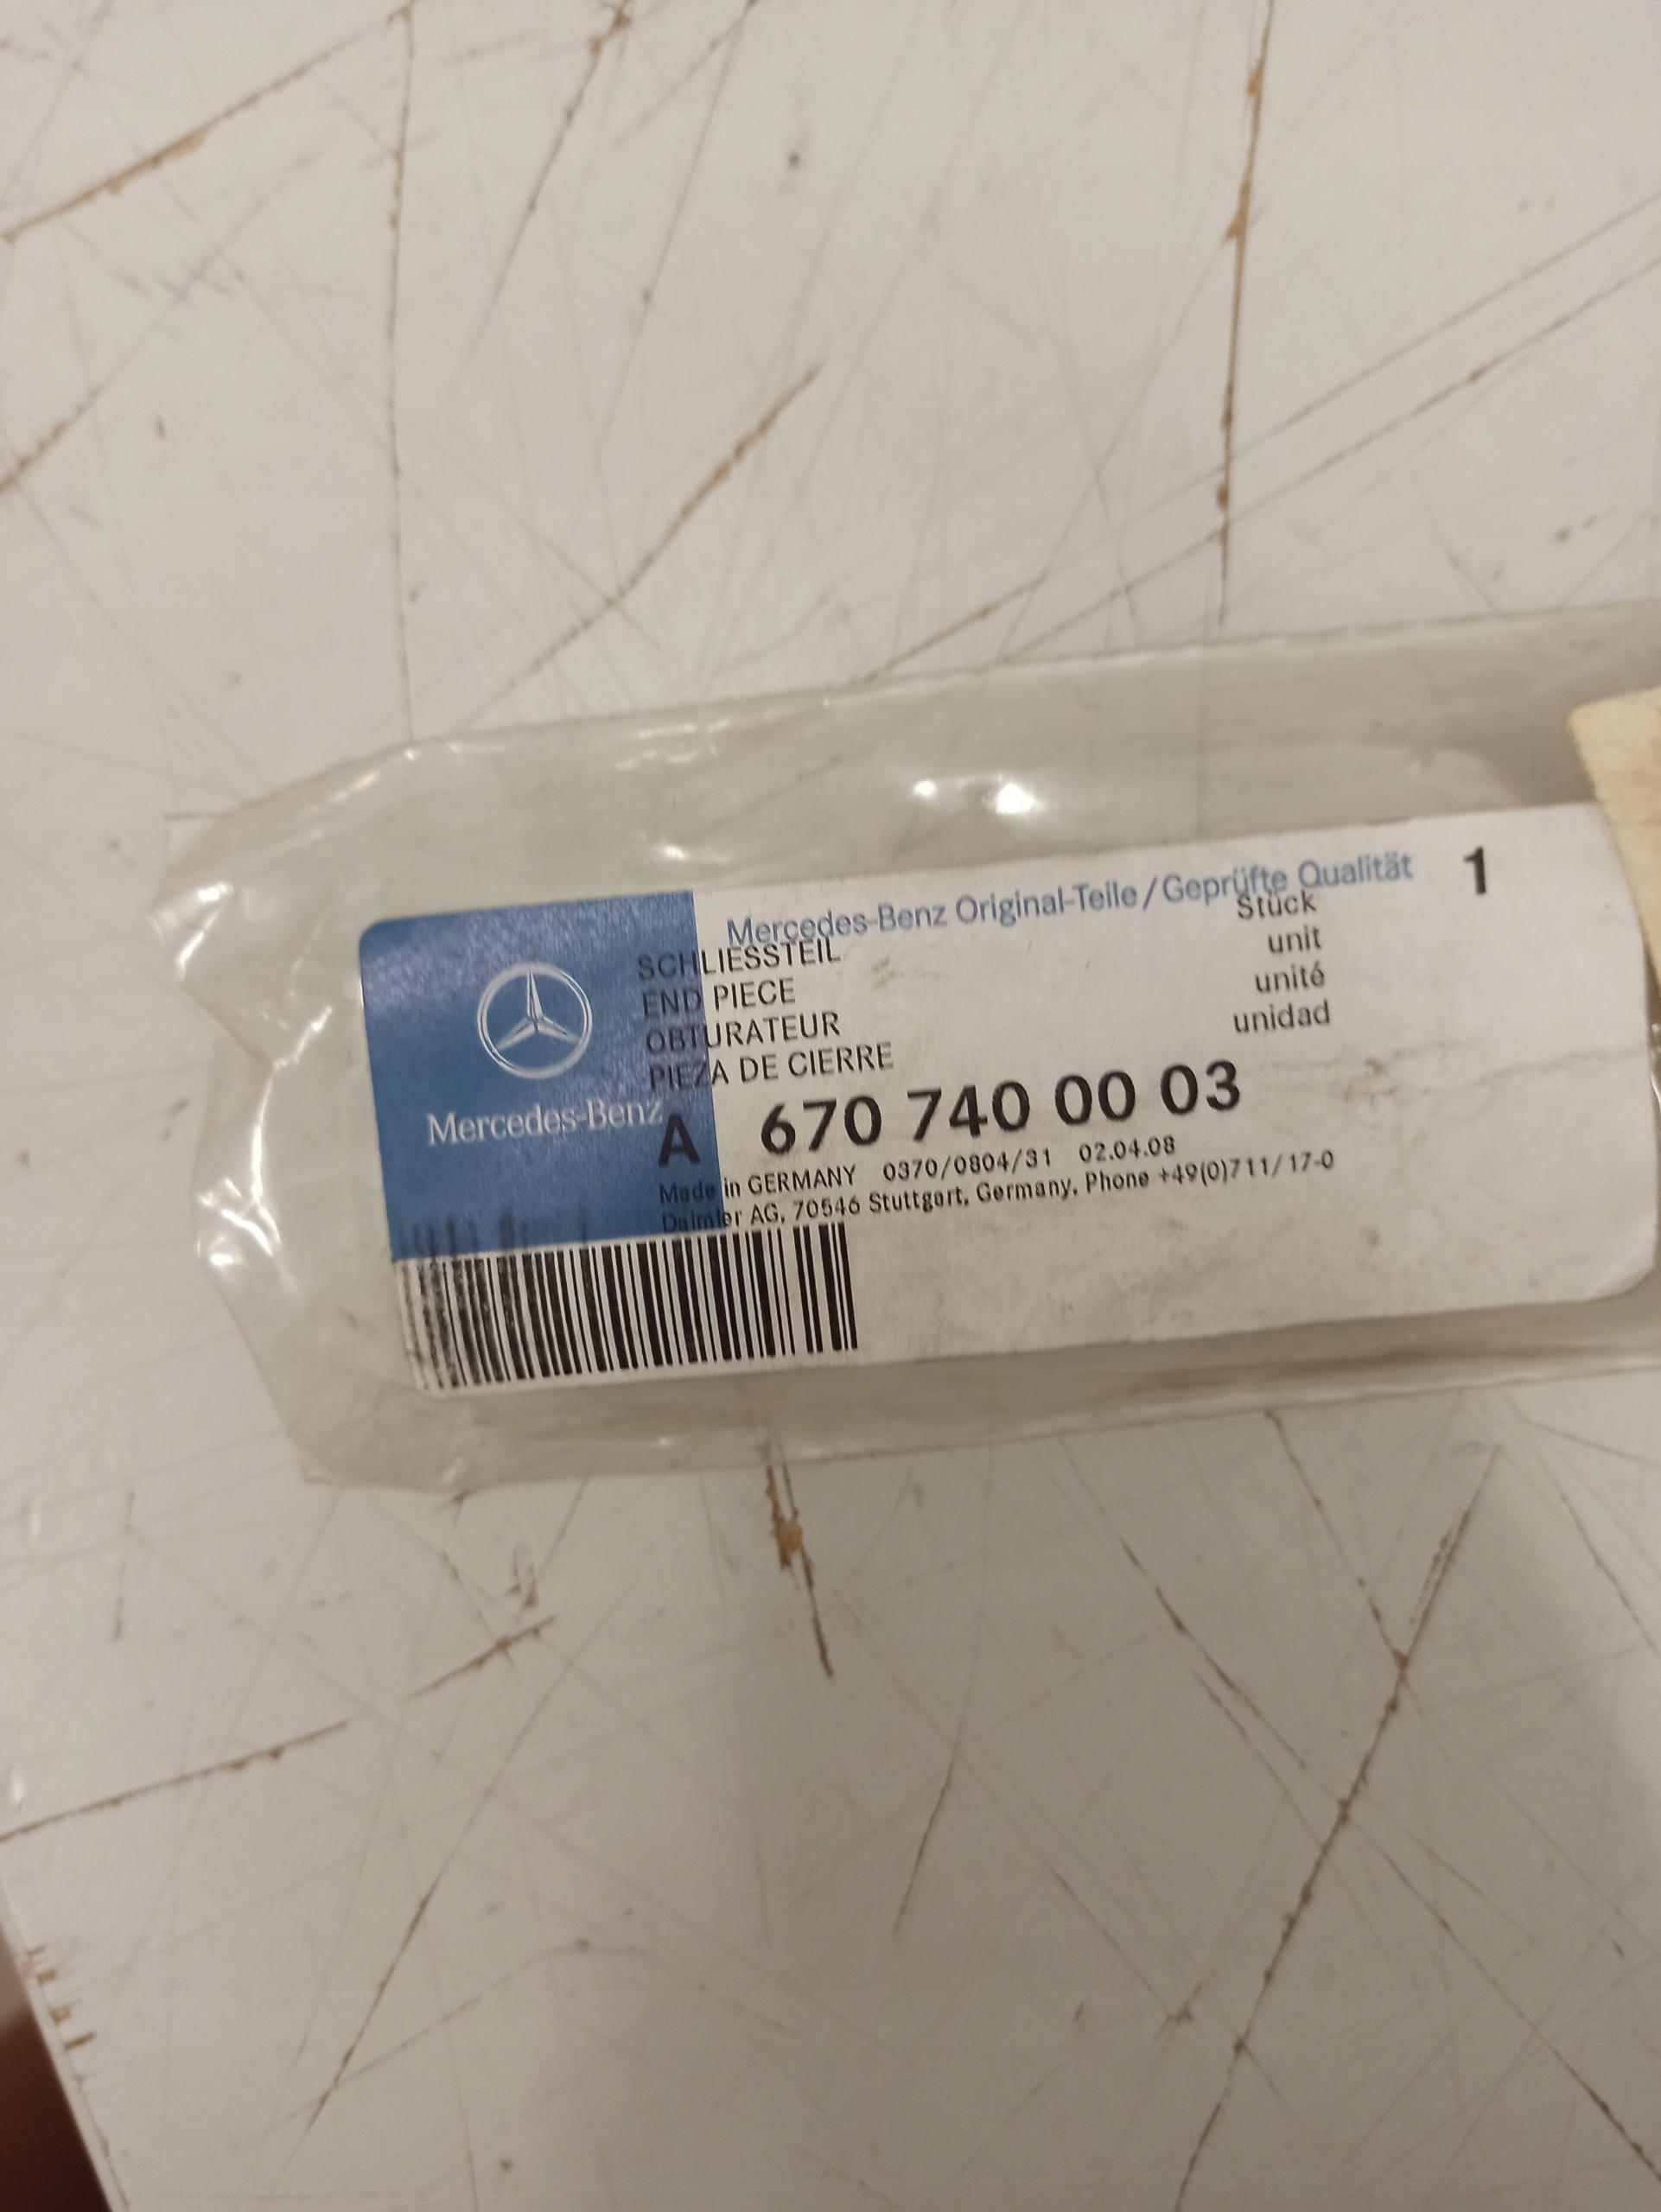 Mercedes-Benz Original-Teile/Geprüfte Qualität
1
SCHLIESSTEIL
Stück
END PIECE
unit
OBTURATEUR
unité
PIEZA DE CIERRE
unidad
Mercedes-Benz
A 670 740 00 03
Made in GERMANY 0370/0804/31 02.04.08
Daimler AG, 70546 Stuttgart, Germany, Phone +49(0)711/17-0